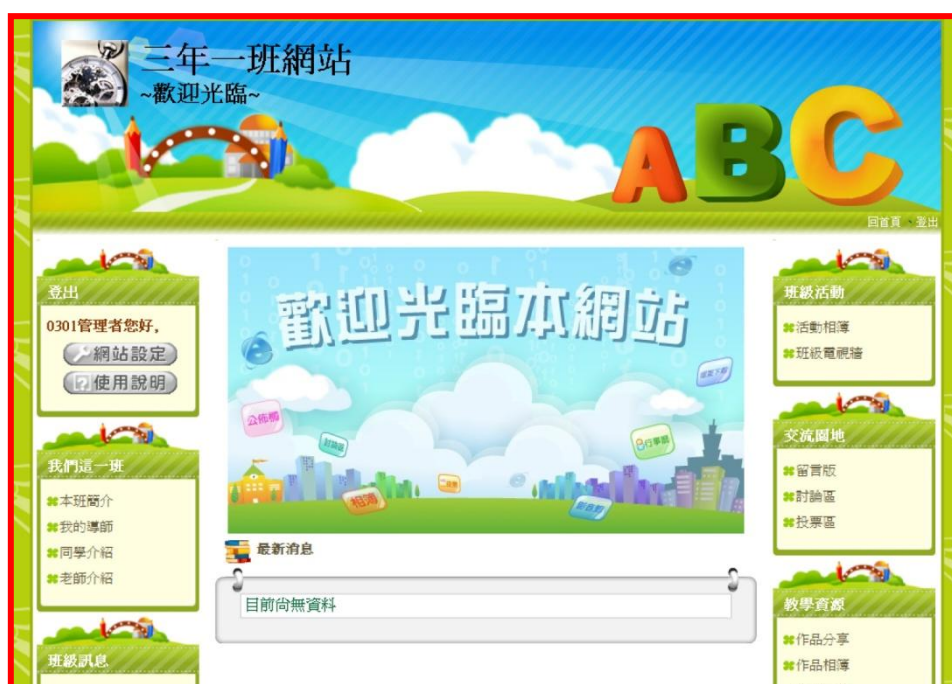 三年一班網站
~歡迎光臨~
ABC
回首頁、登出
登出
0301管理者您好,
網站設定
使用說明
我們這一班
本班簡介
我的導師
同學介紹
老師介紹
班級訊息
歡迎光臨本網站
檔案下載
公佈欄
討論區
行事曆
相簿
最新消息
目前尚無資料
班級活動
活動相簿
班級電視牆
交流園地
留言版
討論區
投票區
教學資源
作品分享
作品相簿